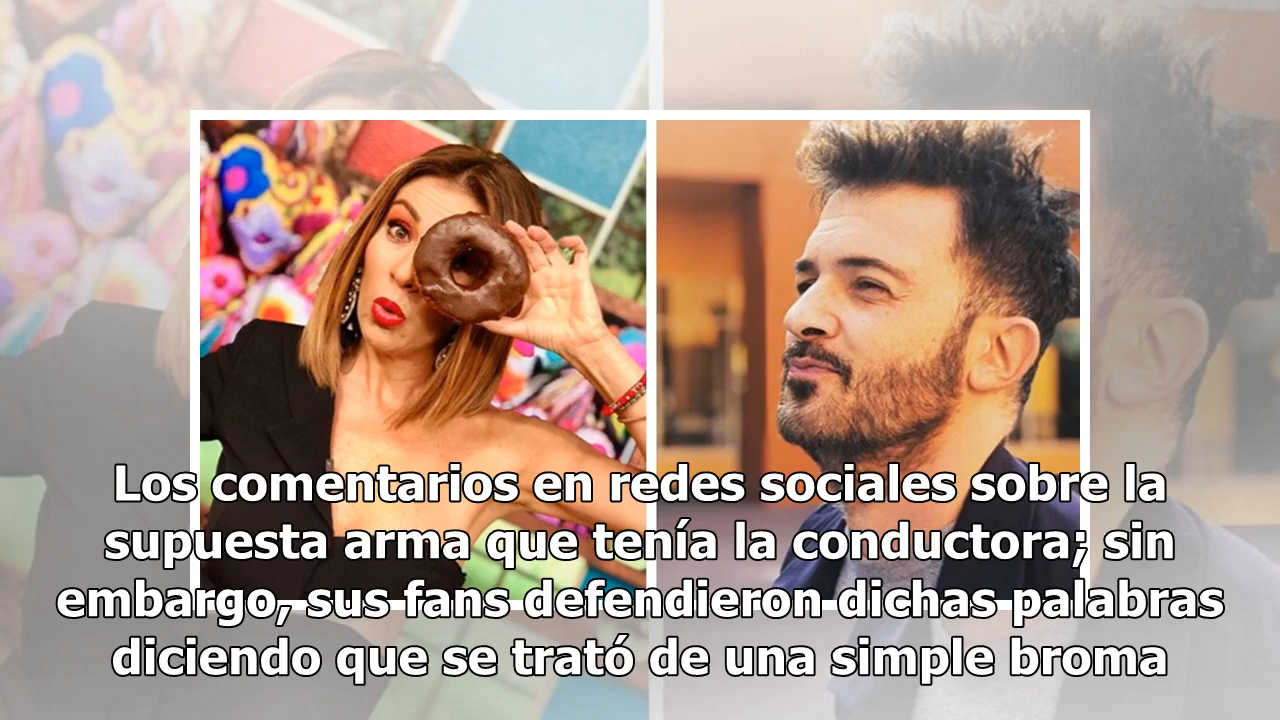 Los comentarios en redes sociales sobre la
supuesta arma que tenía la conductora; sin
embargo, sus fans defendieron dichas palabras
diciendo que se trató de una simple broma